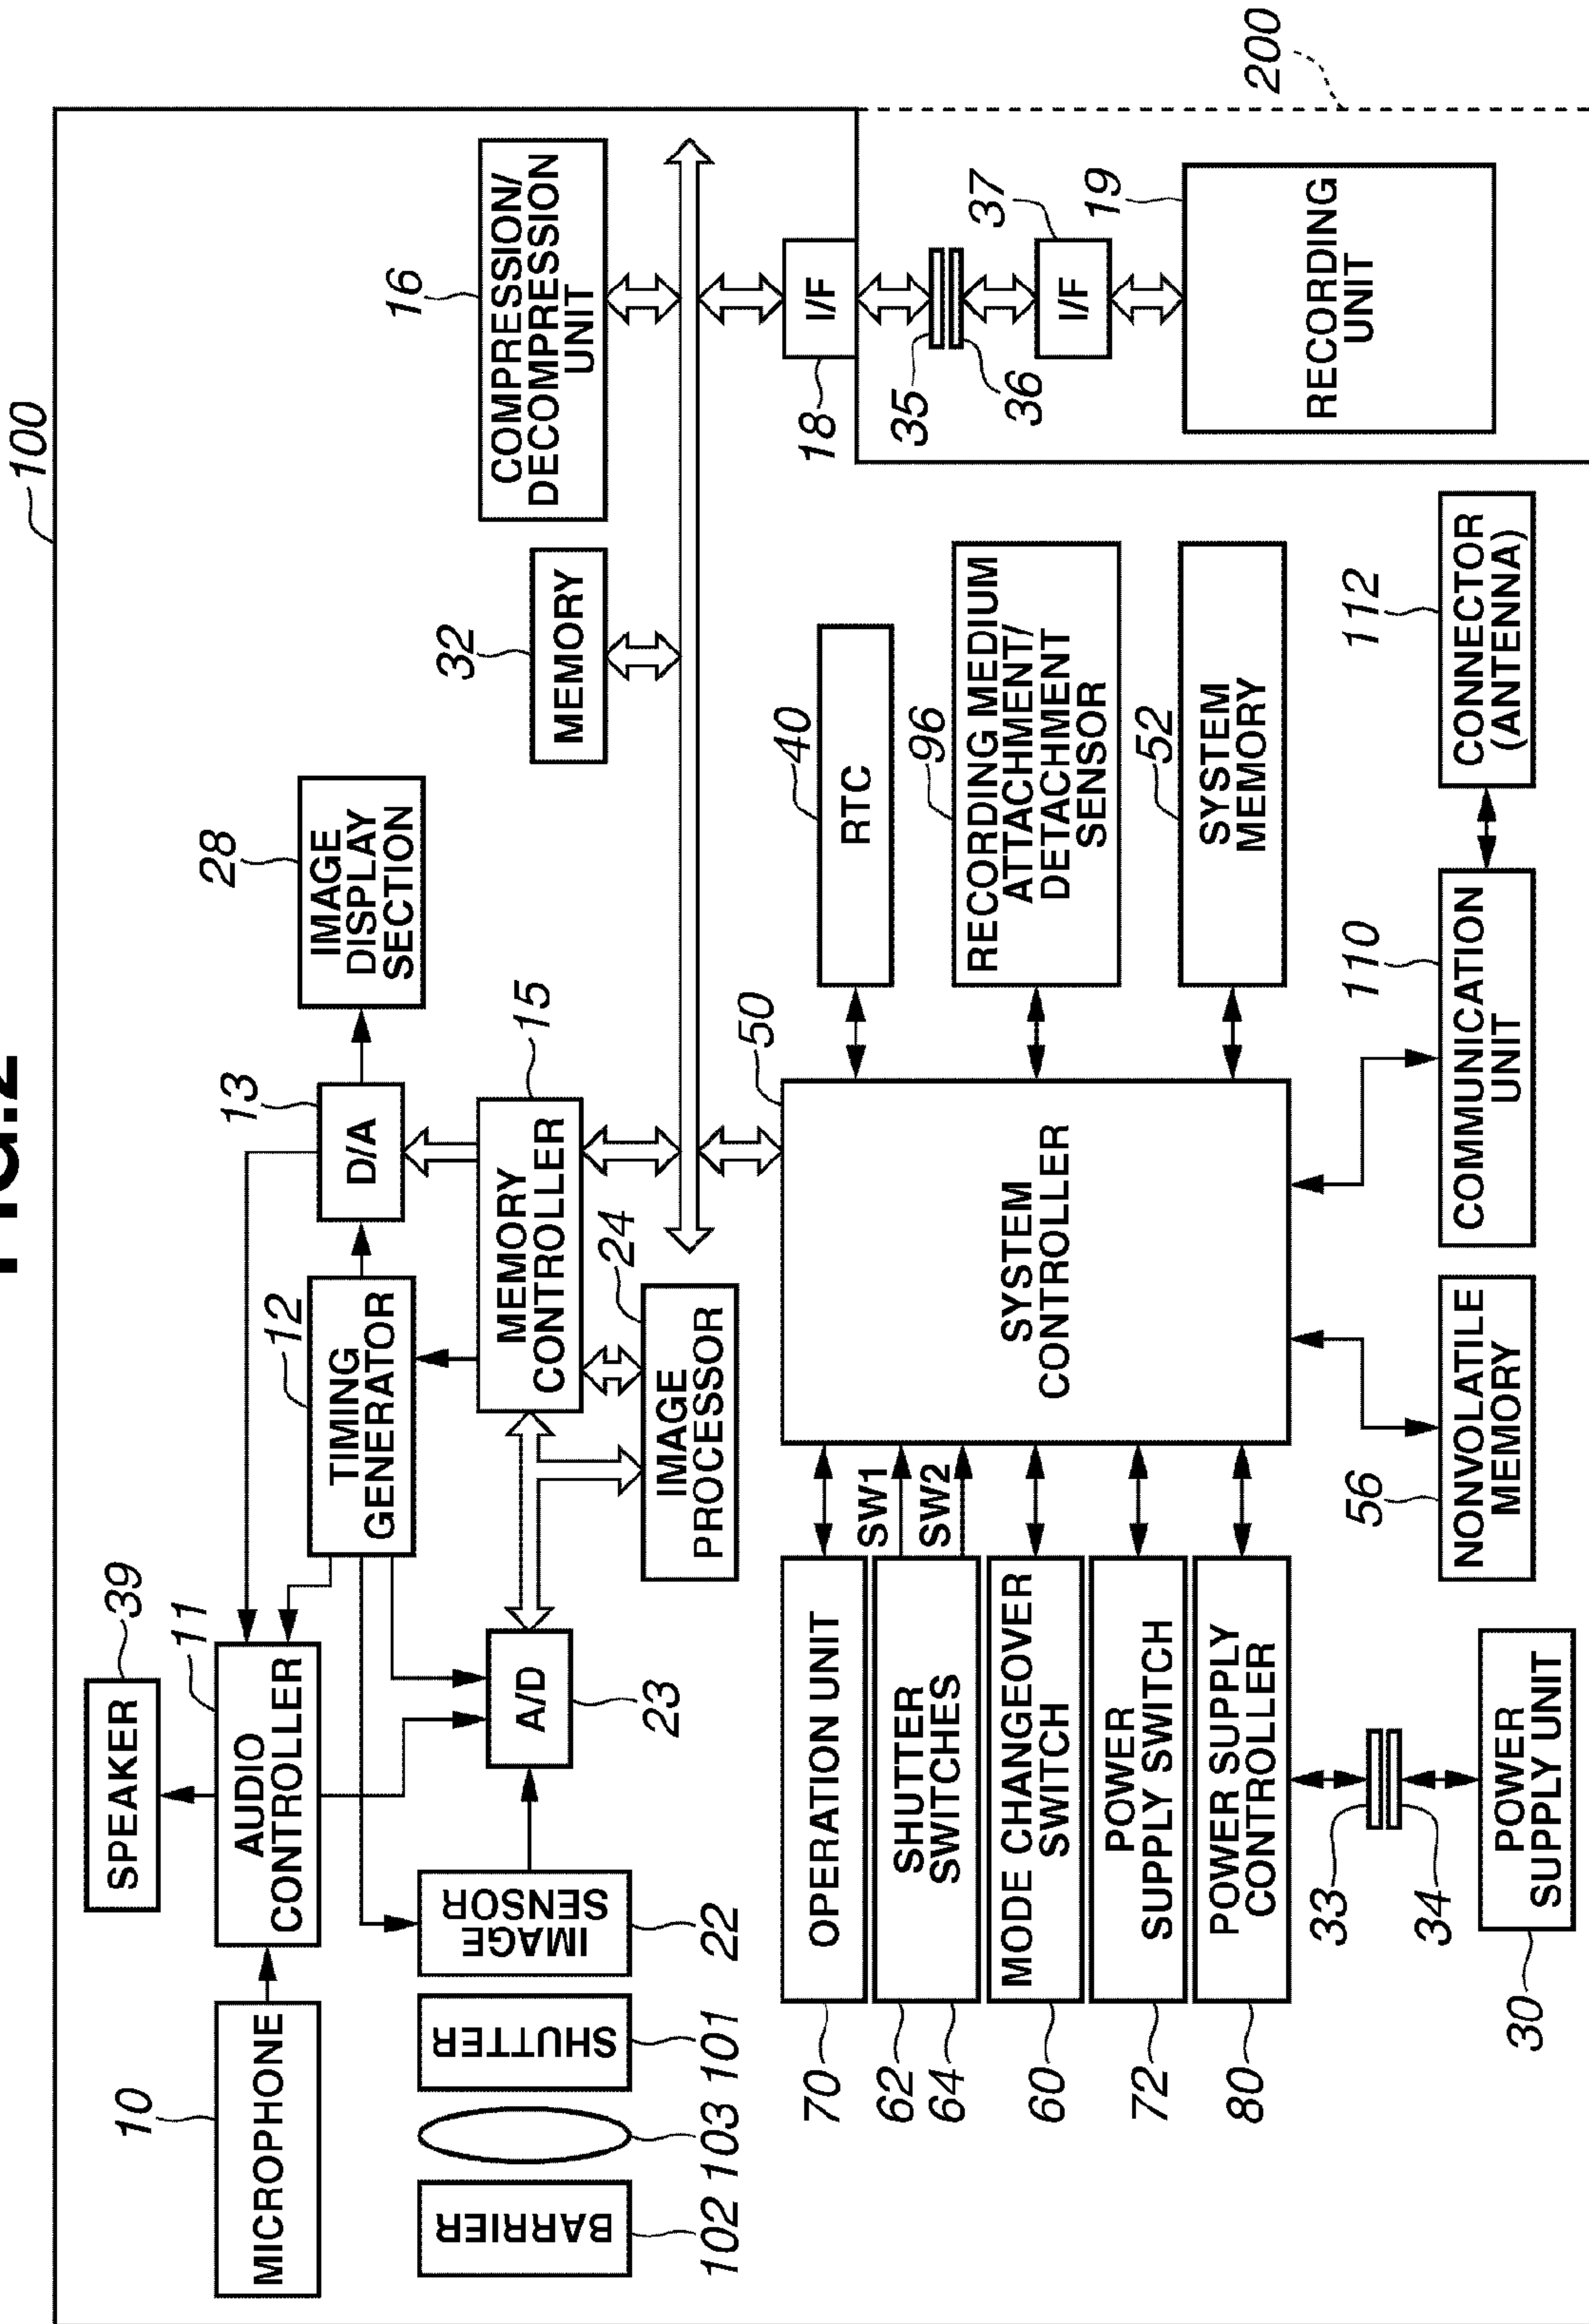 FIG.2
100
10
MICROPHONE
39
SPEAKER
11
AUDIO
CONTROLLER
12
TIMING
GENERATOR
13
D/A
28
IMAGE
DISPLAY
SECTION
102
BARRIER
103
101
SHUTTER
22
IMAGE
SENSOR
23
A/D
15
MEMORY
CONTROLLER
24
IMAGE
PROCESSOR
32
MEMORY
16
COMPRESSION/
DECOMPRESSION
UNIT
70
OPERATION UNIT
62
64
SHUTTER
SWITCHES
SW1
SW2
60
MODE CHANGEOVER
SWITCH
72
POWER
SUPPLY SWITCH
80
POWER SUPPLY
CONTROLLER
33
34
30
POWER
SUPPLY UNIT
50
SYSTEM
CONTROLLER
40
RTC
96
RECORDING MEDIUM
ATTACHMENT/
DETACHMENT
SENSOR
52
SYSTEM
MEMORY
56
NONVOLATILE
MEMORY
110
COMMUNICATION
UNIT
112
CONNECTOR
(ANTENNA)
18
I/F
35
36
37
I/F
19
RECORDING
UNIT
200